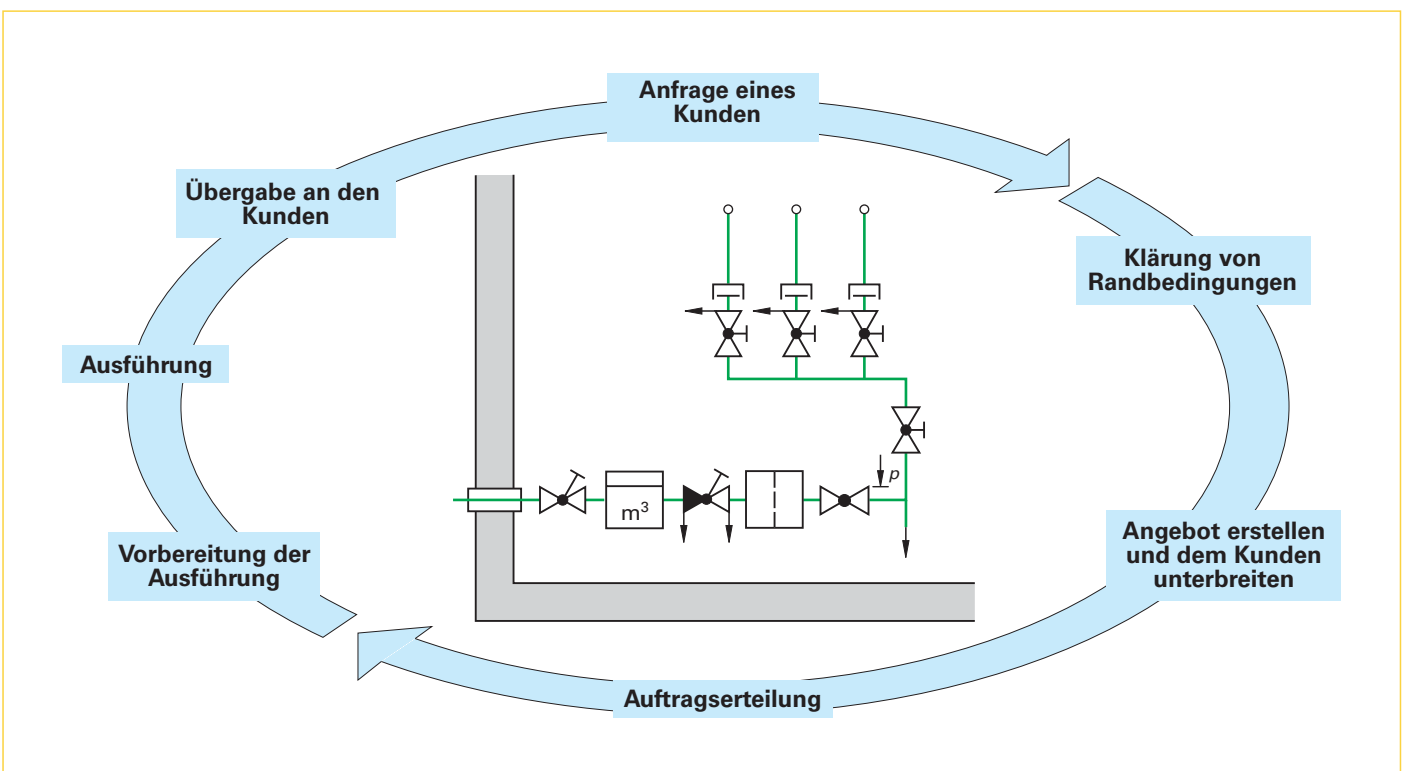 Anfrage eines
Kunden
Klärung von
Randbedingungen
Angebot erstellen
und dem Kunden
unterbreiten
Auftragserteilung
Vorbereitung der
Ausführung
Ausführung
Übergabe an den
Kunden
m³
p